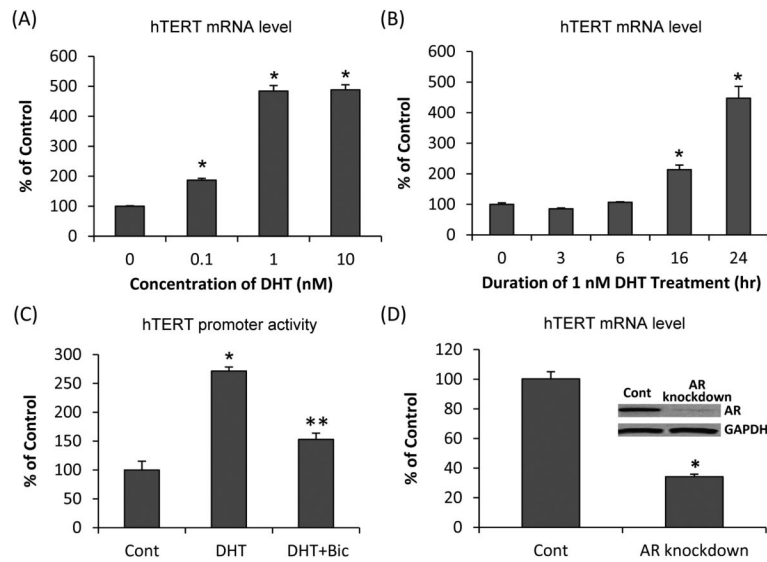 (A)
hTERT mRNA level
% of Control
600
500
400
300
200
100
0
*
*
*
0 0.1 1 10
Concentration of DHT (nM)
(B)
hTERT mRNA level
% of Control
600
500
400
300
200
100
0
*
*
0 3 6 16 24
Duration of 1 nM DHT Treatment (hr)
(C)
hTERT promoter activity
% of Control
300
250
200
150
100
50
0
*
**
Cont DHT DHT+Bic
(D)
hTERT mRNA level
% of Control
120
100
80
60
40
20
0
Cont AR
knockdown
AR
GAPDH
*
Cont AR knockdown